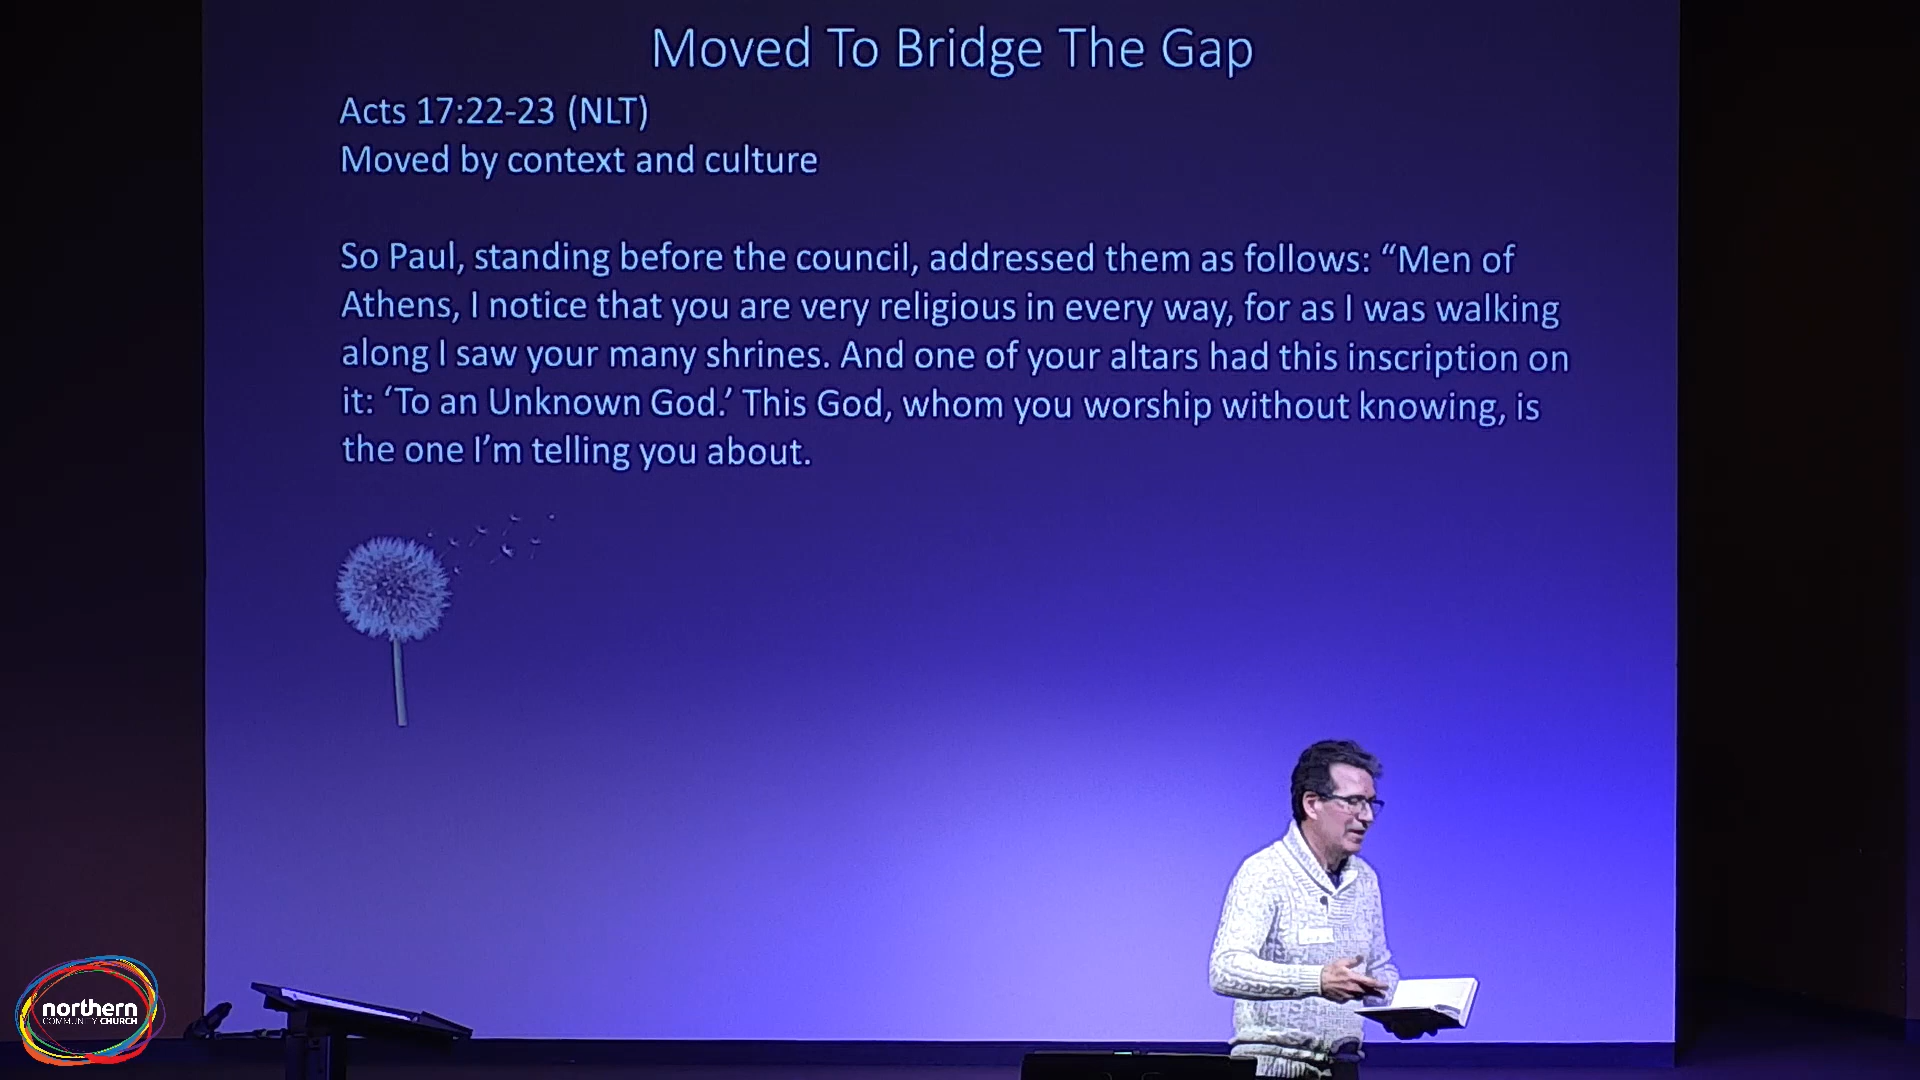 Moved To Bridge The Gap
Acts 17:22-23 (NLT)
Moved by context and culture
So Paul, standing before the council, addressed them as follows: “Men of
Athens, I notice that you are very religious in every way, for as I was walking
along I saw your many shrines. And one of your altars had this inscription on
it: ‘To an Unknown God.’ This God, whom you worship without knowing, is
the one I’m telling you about.
northern
COMMUNITY CHURCH